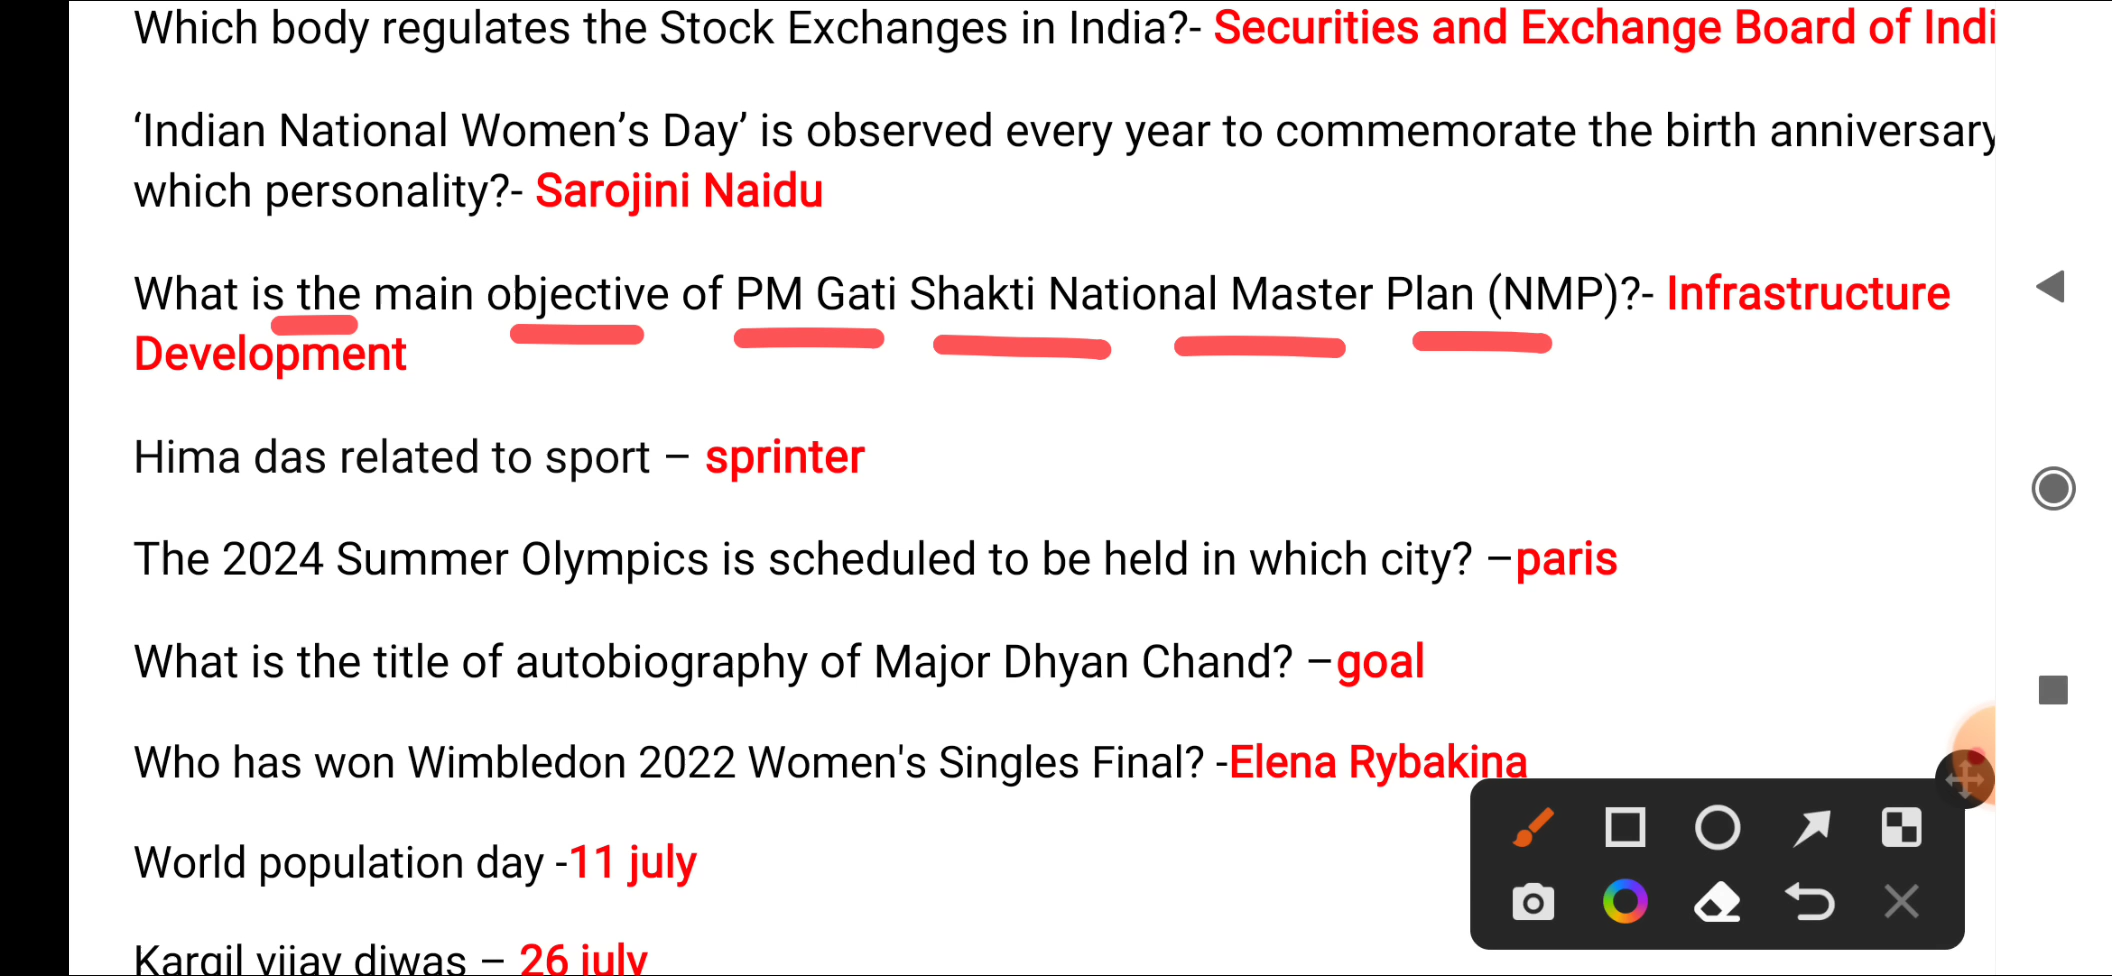 Which body regulates the Stock Exchanges in India?- Securities and Exchange Board of Indi
‘Indian National Women’s Day’ is observed every year to commemorate the birth anniversary
which personality?- Sarojini Naidu
What is the main objective of PM Gati Shakti National Master Plan (NMP)?- Infrastructure
Development
Hima das related to sport – sprinter
The 2024 Summer Olympics is scheduled to be held in which city? –paris
What is the title of autobiography of Major Dhyan Chand? –goal
Who has won Wimbledon 2022 Women's Singles Final? -Elena Rybakina
World population day -11 july
Kargil vijay diwas – 26 july